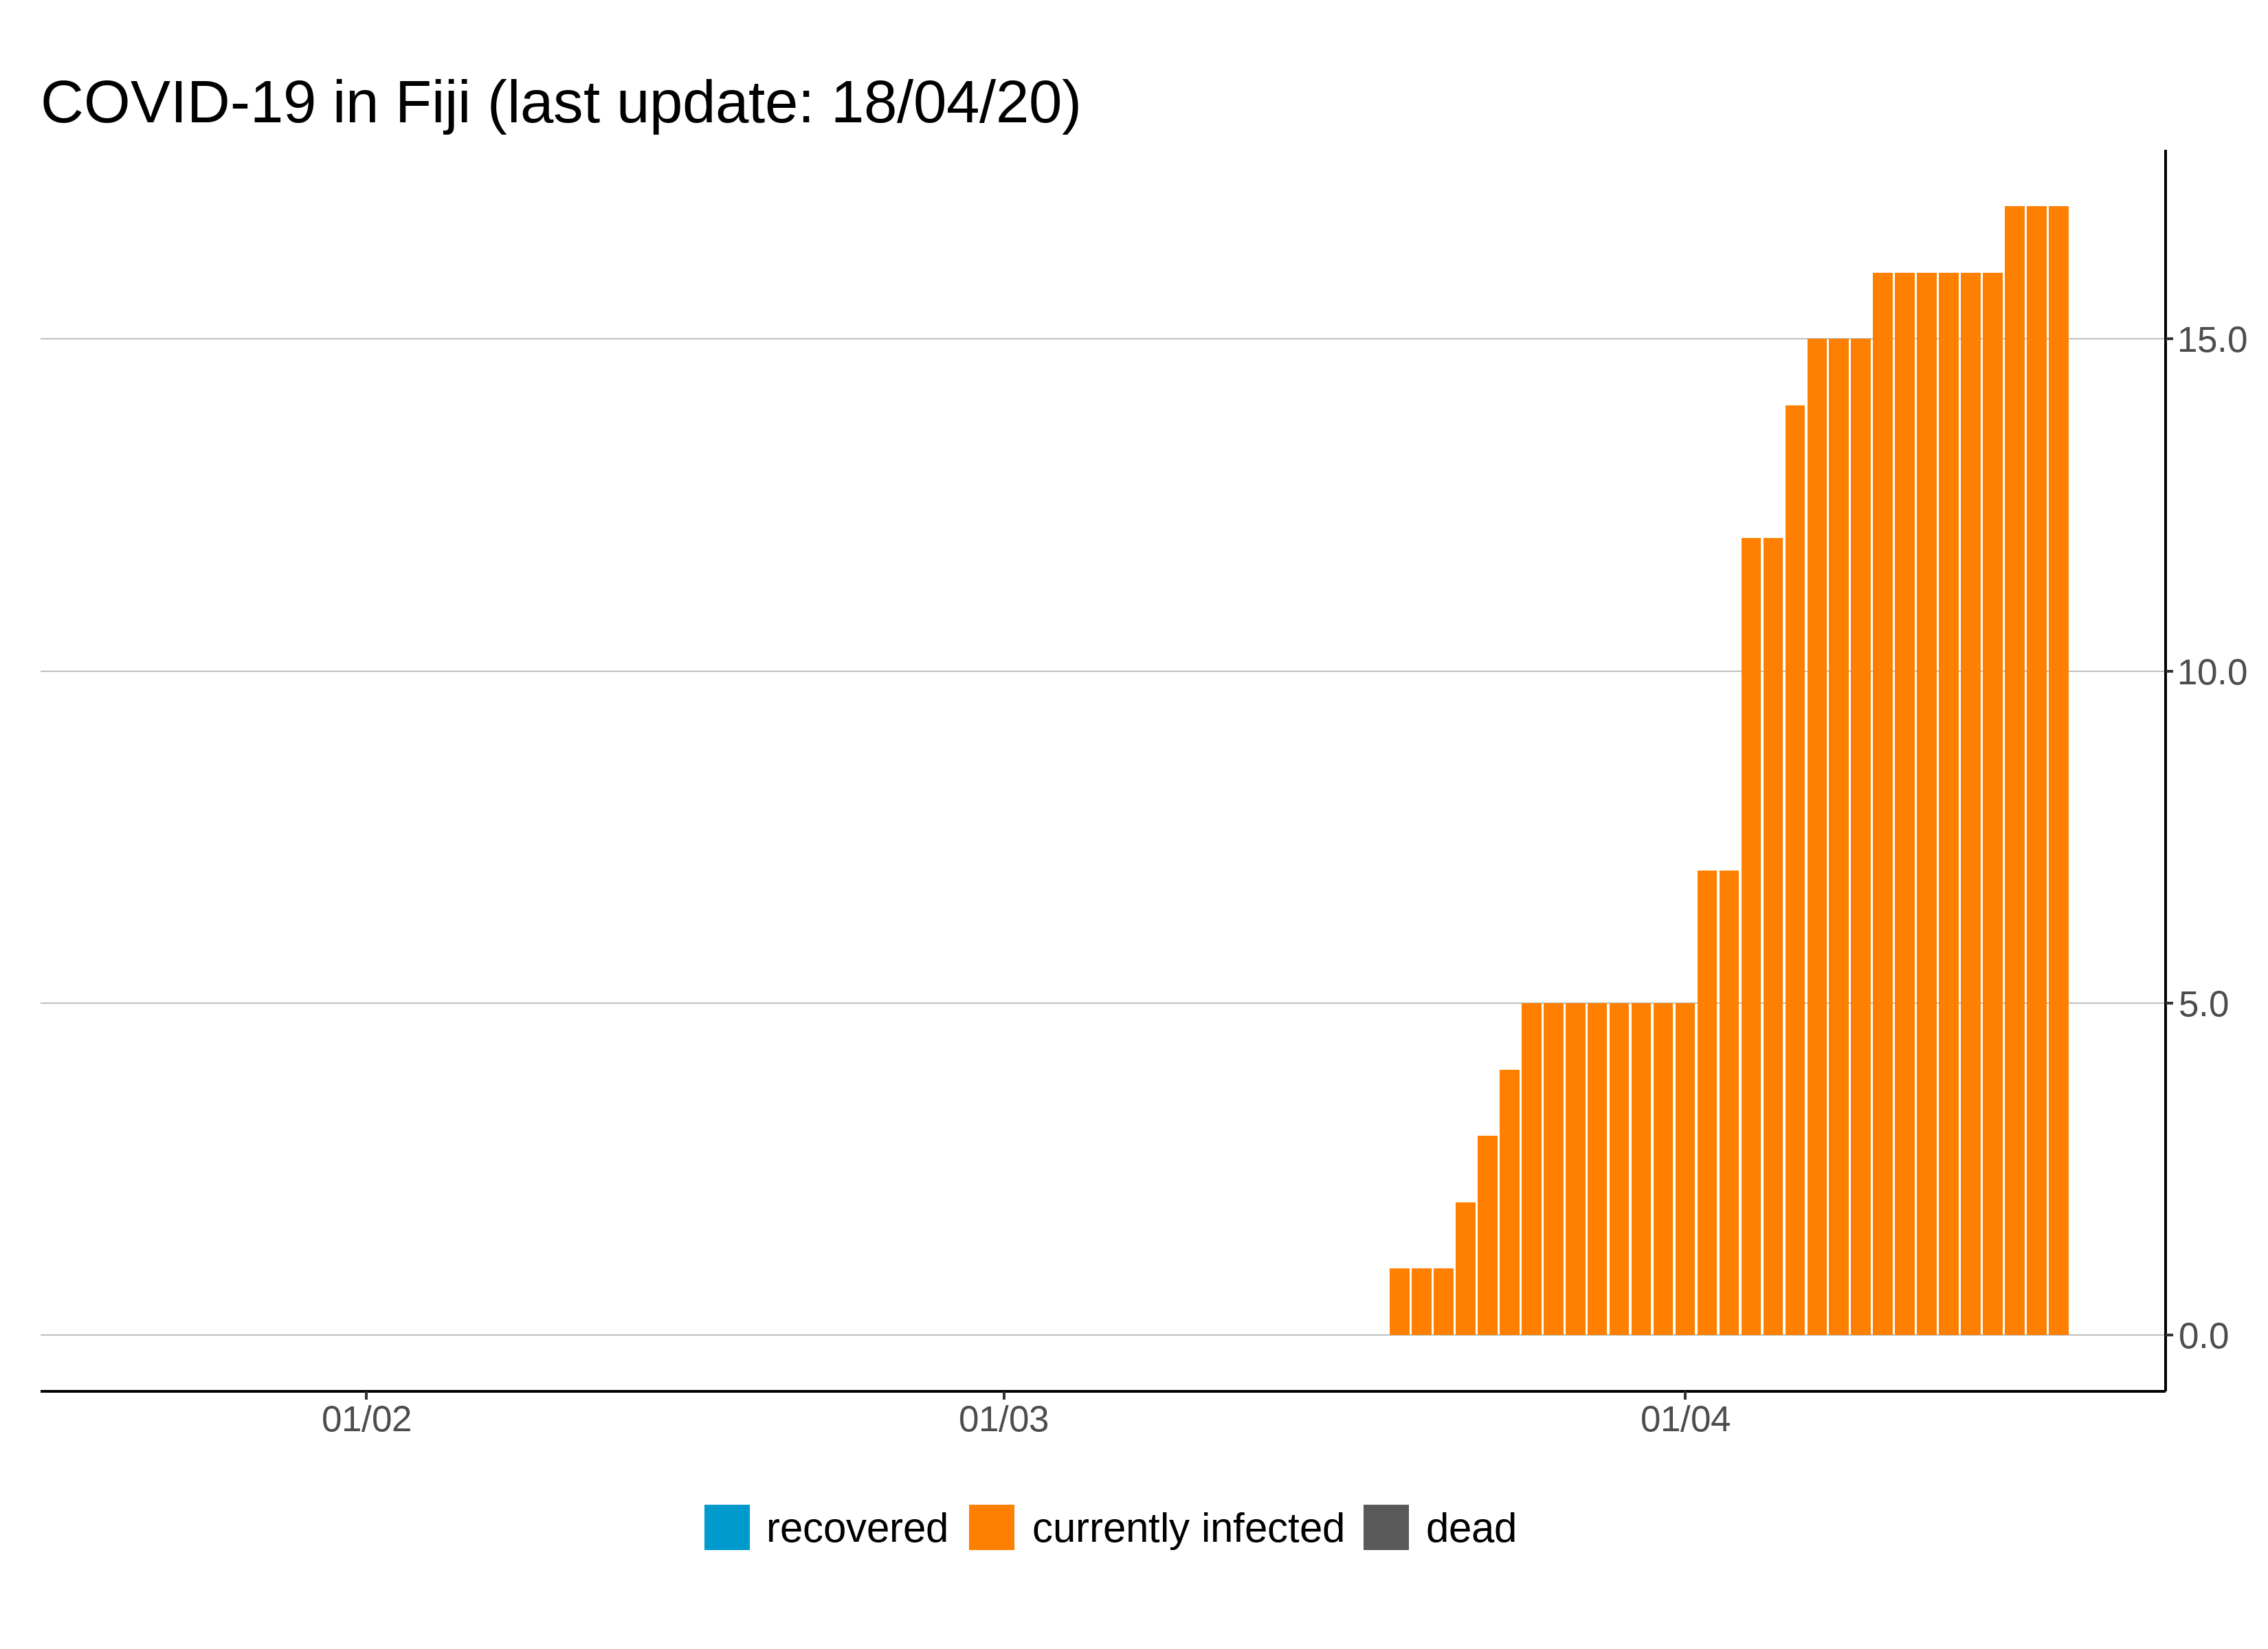 COVID-19 in Fiji (last update: 18/04/20)
15.0
10.0
5.0
0.0
01/02 01/03 01/04
recovered currently infected dead